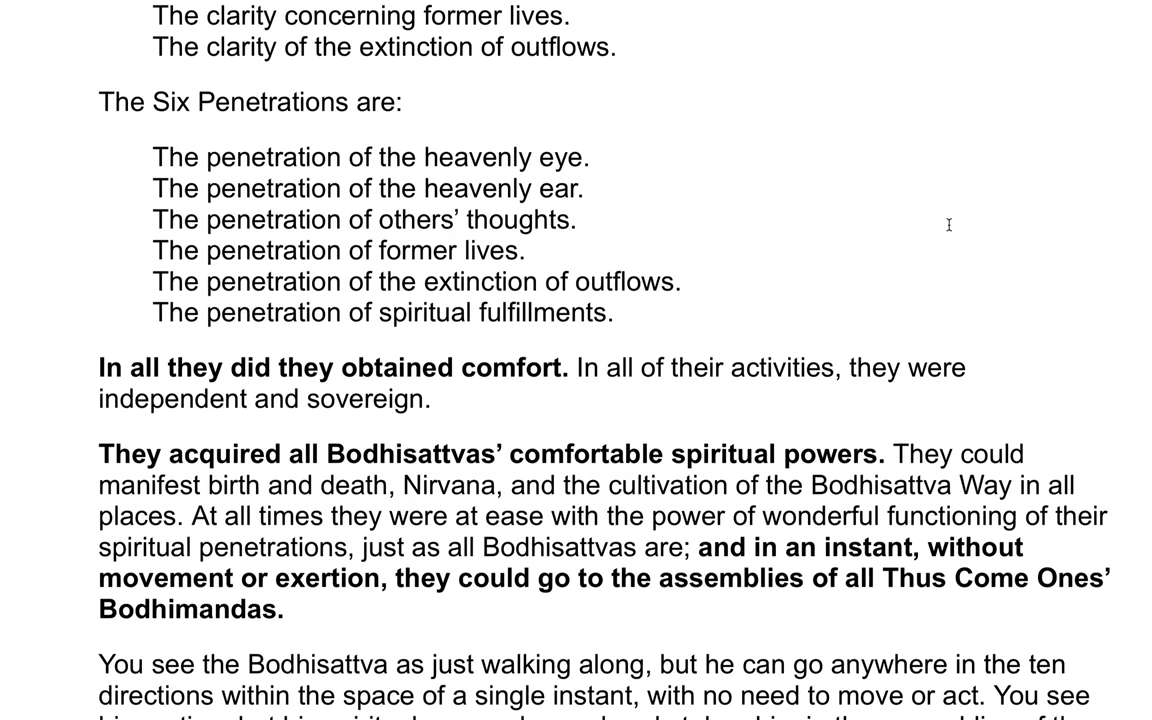 The clarity concerning former lives.
The clarity of the extinction of outflows.
The Six Penetrations are:
The penetration of the heavenly eye.
The penetration of the heavenly ear.
The penetration of others’ thoughts.
The penetration of former lives.
The penetration of the extinction of outflows.
The penetration of spiritual fulfillments.
In all they did they obtained comfort. In all of their activities, they were
independent and sovereign.
They acquired all Bodhisattvas’ comfortable spiritual powers. They could
manifest birth and death, Nirvana, and the cultivation of the Bodhisattva Way in all
places. At all times they were at ease with the power of wonderful functioning of their
spiritual penetrations, just as all Bodhisattvas are; and in an instant, without
movement or exertion, they could go to the assemblies of all Thus Come Ones’
Bodhimandas.
You see the Bodhisattva as just walking along, but he can go anywhere in the ten
directions within the space of a single instant, with no need to move or act. You see